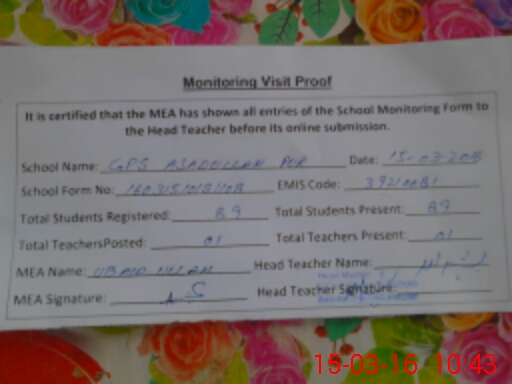 Monitoring Visit Proof
It is certified that the MEA has shown all entries of the School Monitoring Form to
the Head Teacher before its online submission.
School Name: GPS ASADULLAH PUR Date: 15-03-2016
School Form No: EMIS Code:
Total Students Registered: 89 Total Students Present: 89
Total TeachersPosted: 01 Total Teachers Present: 01
MEA Name: Head Teacher Name:
MEA Signature: Head Teacher Signature:
15-03-16 10:43